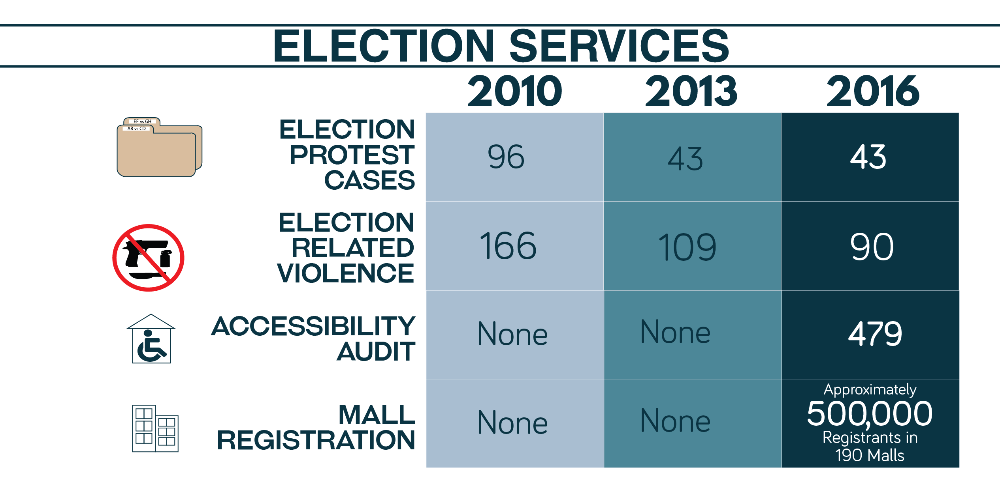 ELECTION SERVICES
2010 2013 2016
EF vs GH
AB vs CD
ELECTION
PROTEST
CASES
96 43 43
ELECTION
RELATED
VIOLENCE
166 109 90
ACCESSIBILITY
AUDIT
None None 479
MALL
REGISTRATION
None None
Approximately
500,000
Registrants in
190 Malls